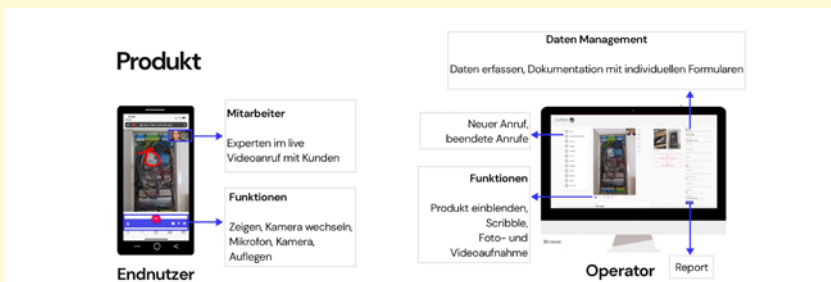 Produkt
Mitarbeiter
Experten im live
Videoanruf mit Kunden
Funktionen
Zeigen, Kamera wechseln,
Mikrofon, Kamera,
Auflegen
Endnutzer
Daten Management
Daten erfassen, Dokumentation mit individuellen Formularen
Neuer Anruf,
beendete Anrufe
Funktionen
Produkt einblenden,
Scribble,
Foto- und
Videoaufnahme
Browser
Operator
Report